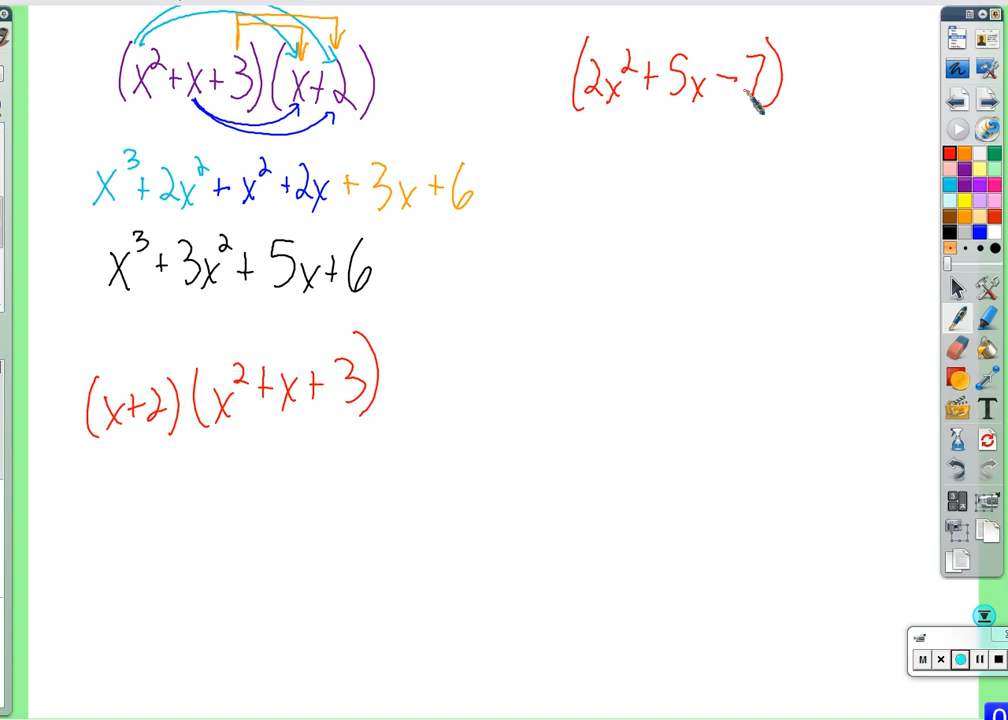 (x² + x + 3)(x + 2)
x³ + 2x² + x² + 2x + 3x + 6
x³ + 3x² + 5x + 6
(x+2)(x² + x + 3)
(2x² + 5x - 7)
T
M